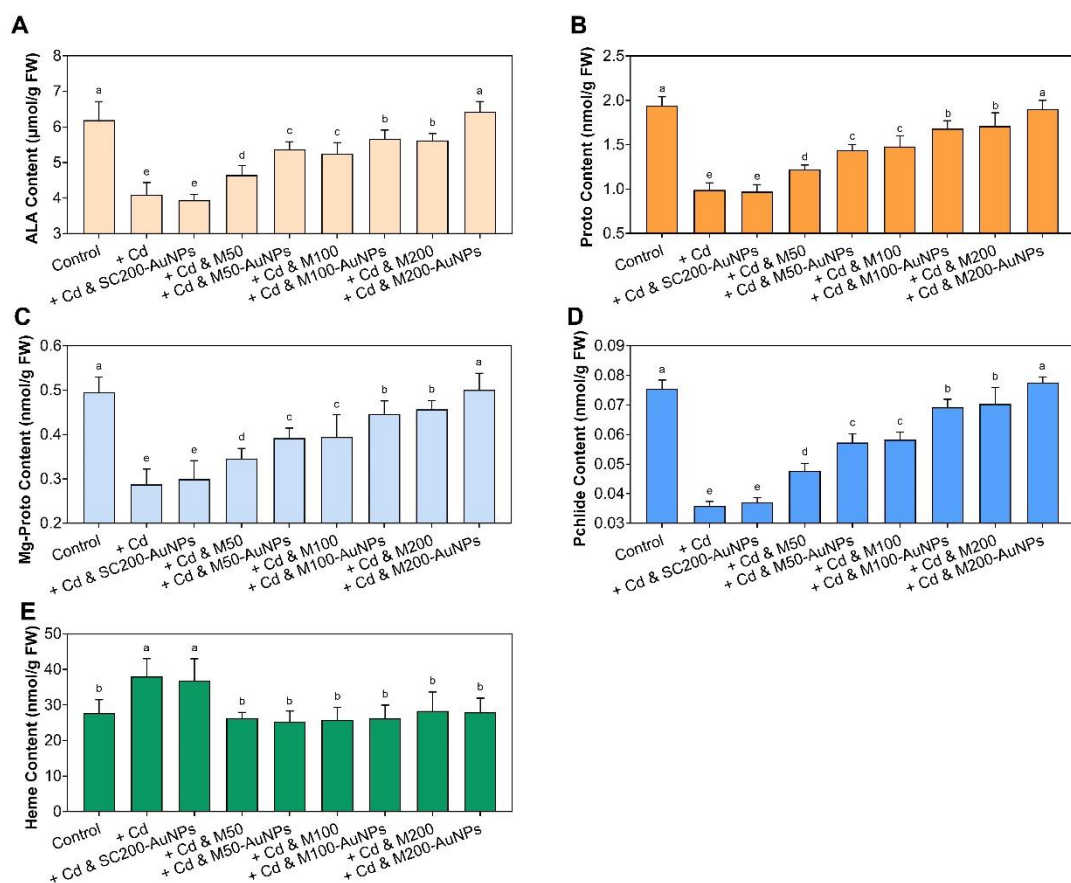 A
ALA Content (μmol/g FW)
8
7
6
5
4
3
a
e
e
d
c
c
b
b
a
Control
+ Cd
+ Cd & SC200-AuNPs
+ Cd & M50
+ Cd & M50-AuNPs
+ Cd & M100
+ Cd & M100-AuNPs
+ Cd & M200
+ Cd & M200-AuNPs
B
Proto Content (nmol/g FW)
2.5
2.0
1.5
1.0
0.5
a
e
e
d
c
c
b
b
a
Control
+ Cd
+ Cd & SC200-AuNPs
+ Cd & M50
+ Cd & M50-AuNPs
+ Cd & M100
+ Cd & M100-AuNPs
+ Cd & M200
+ Cd & M200-AuNPs
C
Mg-Proto Content (nmol/g FW)
0.6
0.5
0.4
0.3
0.2
a
e
e
d
c
c
b
b
a
Control
+ Cd
+ Cd & SC200-AuNPs
+ Cd & M50
+ Cd & M50-AuNPs
+ Cd & M100
+ Cd & M100-AuNPs
+ Cd & M200
+ Cd & M200-AuNPs
D
Pchlide Content (nmol/g FW)
0.09
0.08
0.07
0.06
0.05
0.04
0.03
a
e
e
d
c
c
b
b
a
Control
+ Cd
+ Cd & SC200-AuNPs
+ Cd & M50
+ Cd & M50-AuNPs
+ Cd & M100
+ Cd & M100-AuNPs
+ Cd & M200
+ Cd & M200-AuNPs
E
Heme Content (nmol/g FW)
50
40
30
20
10
0
b
a
a
b
b
b
b
b
b
Control
+ Cd
+ Cd & SC200-AuNPs
+ Cd & M50
+ Cd & M50-AuNPs
+ Cd & M100
+ Cd & M100-AuNPs
+ Cd & M200
+ Cd & M200-AuNPs